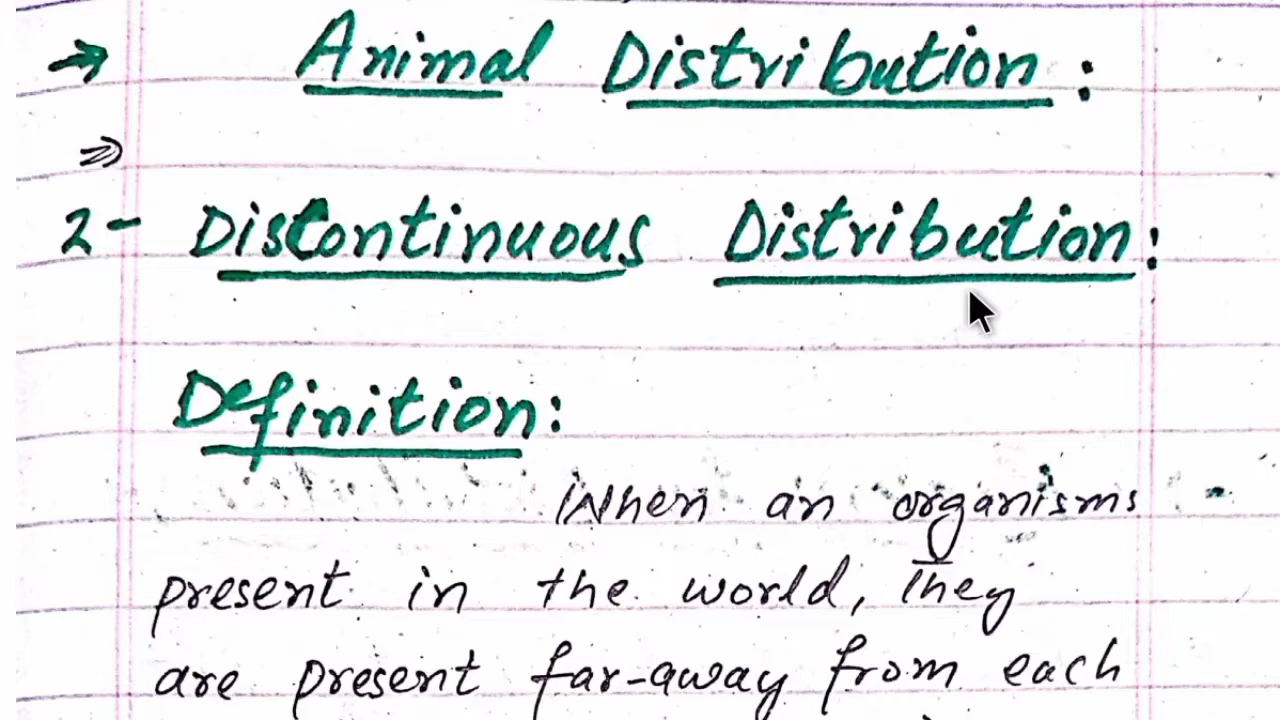 → Animal Distribution:
⇒
2- Discontinuous Distribution:
Definition:
When an organisms
present in the world, They
are present far-away from each